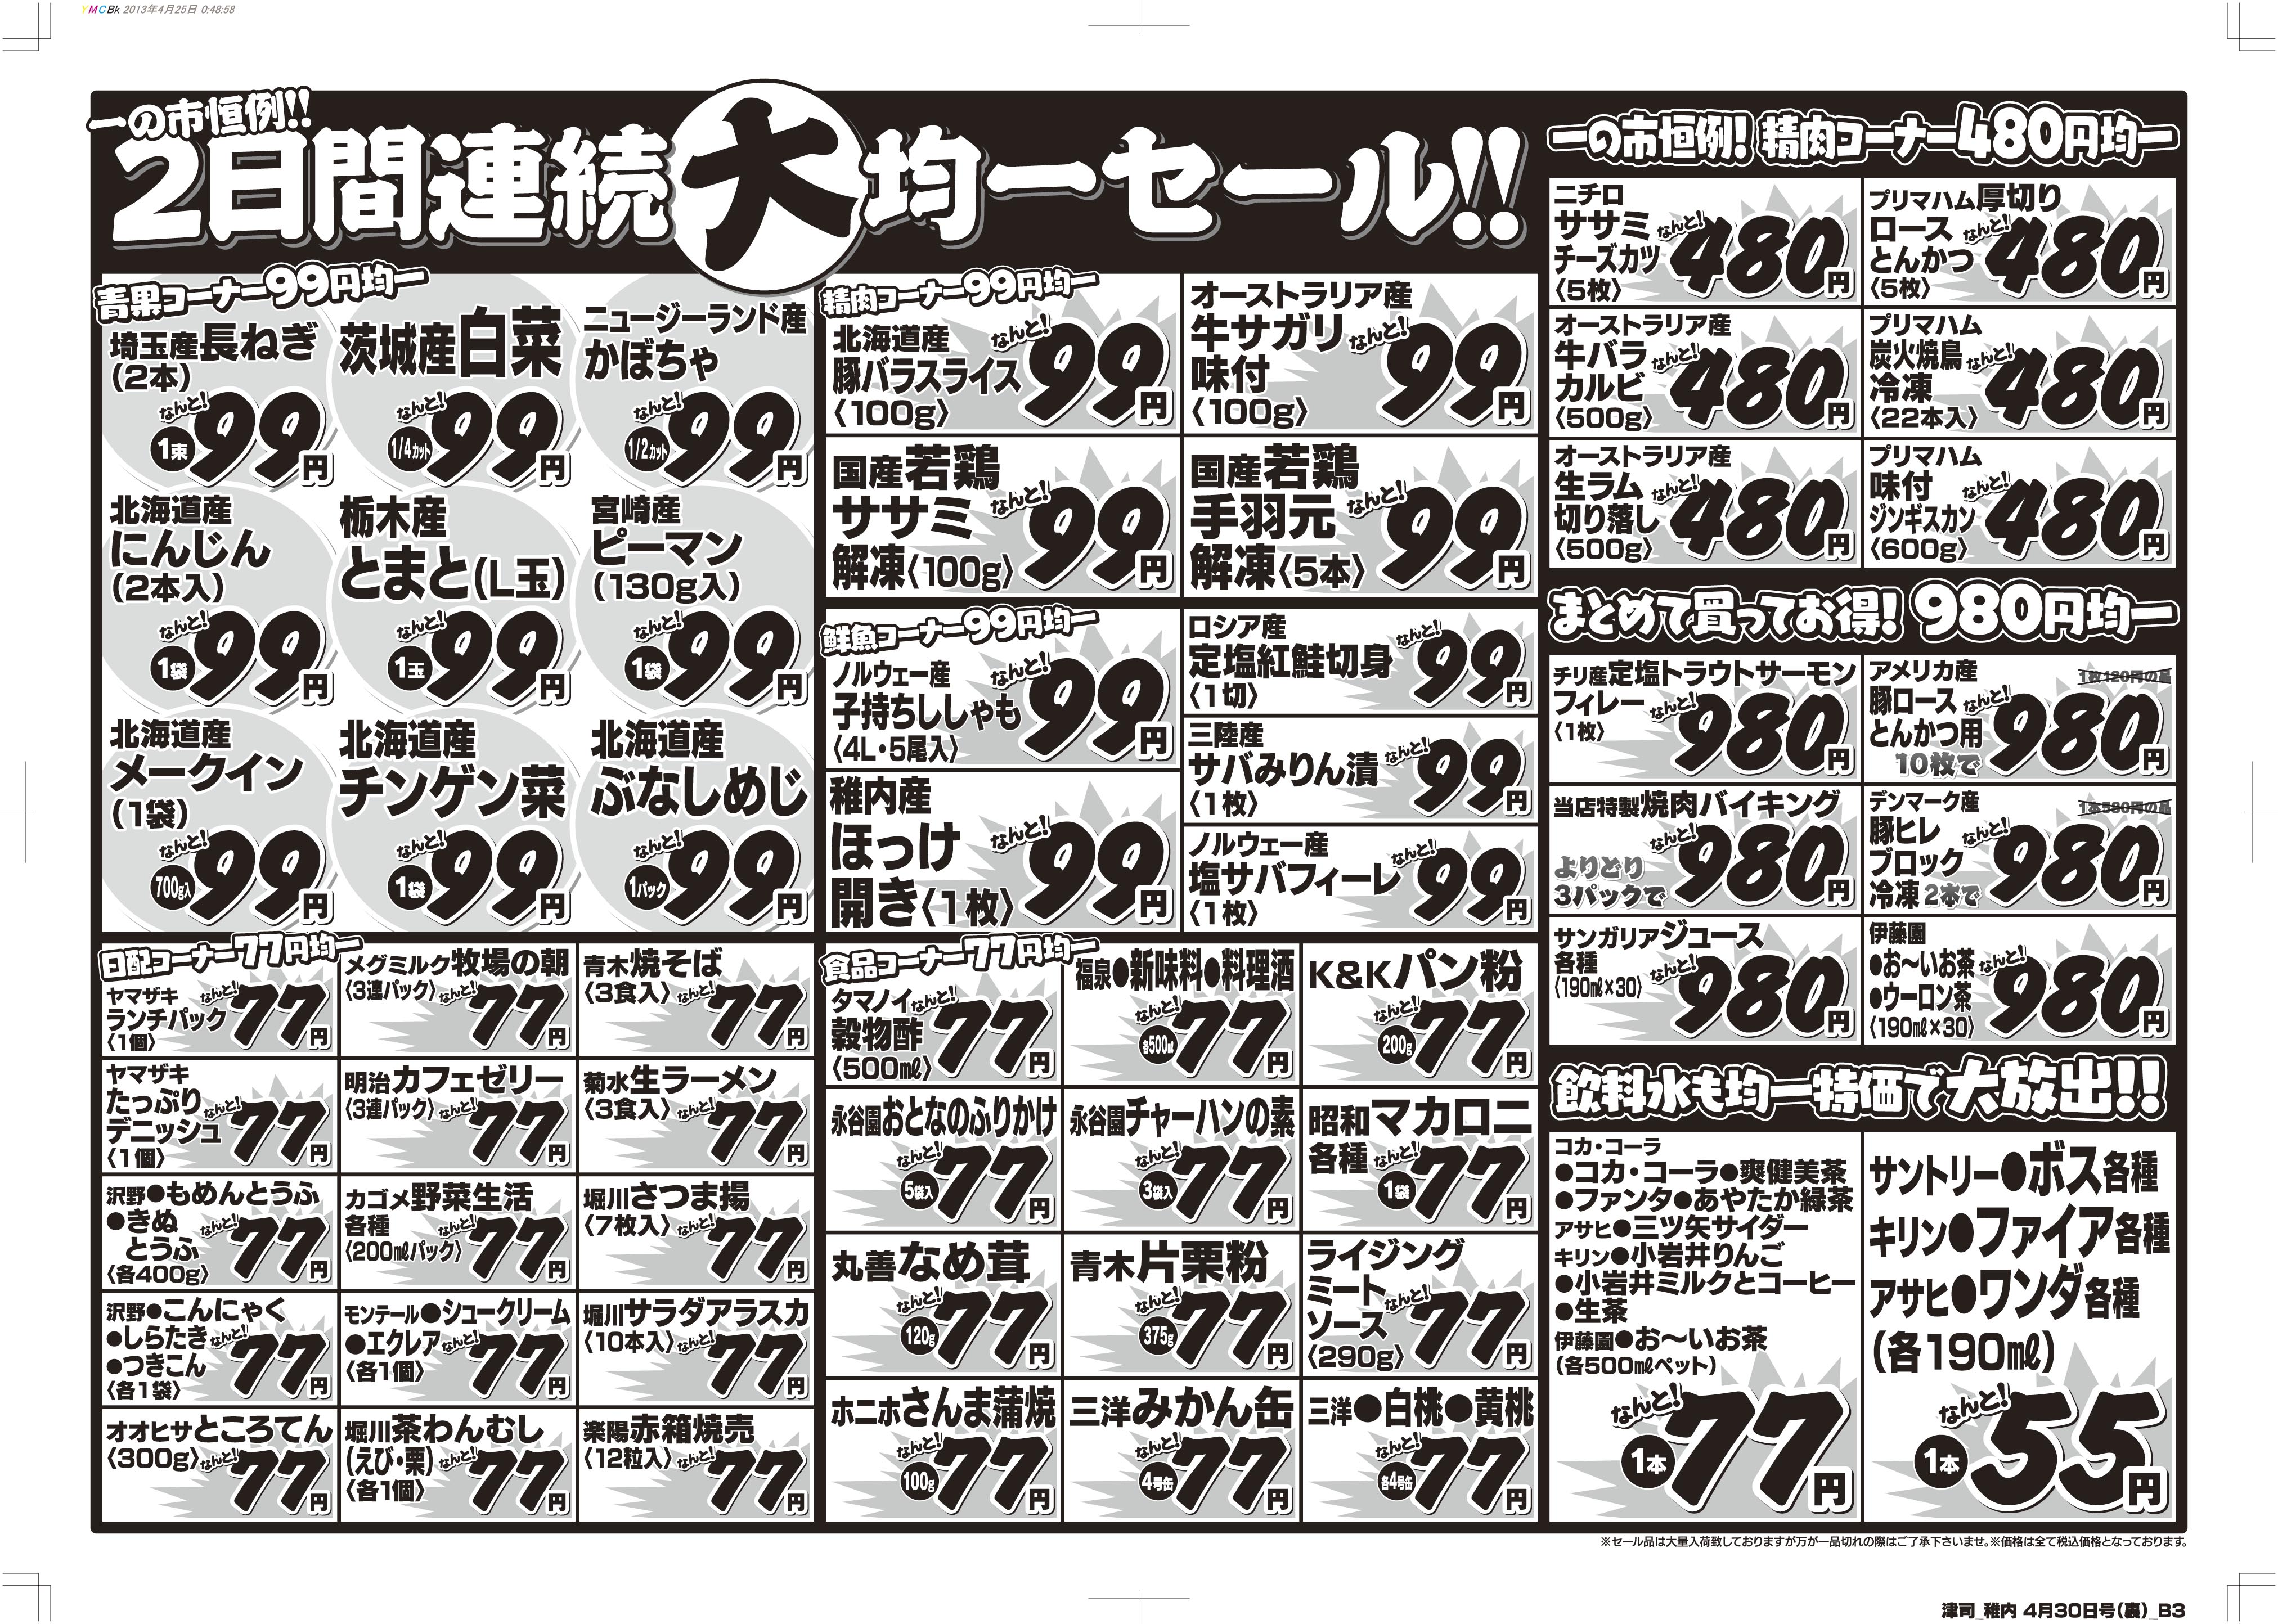 YMCBk 2013年4月25日 0:48:58
一の市恒例!!
2日間連続大均一セール!!
青果コーナー99円均一
埼玉産長ねぎ
(2本)
なんと!
1束
99円
茨城産白菜
なんと!
1/4カット
99円
ニュージーランド産
かぼちゃ
なんと!
1/2カット
99円
北海道産
にんじん
(2本入)
なんと!
1袋
99円
栃木産
とまと(L玉)
なんと!
1玉
99円
宮崎産
ピーマン
(130g入)
なんと!
1袋
99円
北海道産
メークイン
(1袋)
なんと!
700g入
99円
北海道産
チンゲン菜
なんと!
1袋
99円
北海道産
ぶなしめじ
なんと!
1パック
99円
精肉コーナー99円均一
北海道産
豚バラスライス
〈100g〉
なんと!
99円
オーストラリア産
牛サガリ
味付
〈100g〉
なんと!
99円
国産若鶏
ササミ
解凍〈100g〉
なんと!
99円
国産若鶏
手羽元
解凍〈5本〉
なんと!
99円
鮮魚コーナー99円均一
ノルウェー産
子持ちししゃも
〈4L・5尾入〉
なんと!
99円
稚内産
ほっけ
開き〈1枚〉
なんと!
99円
ロシア産
定塩紅鮭切身
〈1切〉
なんと!
99円
三陸産
サバみりん漬
〈1枚〉
なんと!
99円
ノルウェー産
塩サバフィーレ
〈1枚〉
なんと!
99円
日配コーナー77円均一
ヤマザキ
ランチパック
〈1個〉
なんと!
77円
メグミルク牧場の朝
〈3連パック〉
なんと!
77円
青木焼そば
〈3食入〉
なんと!
77円
ヤマザキ
たっぷり
デニッシュ
〈1個〉
なんと!
77円
明治カフェゼリー
〈3連パック〉
なんと!
77円
菊水生ラーメン
〈3食入〉
なんと!
77円
沢野●もめんとうふ
●きぬ
とうふ
〈各400g〉
なんと!
77円
カゴメ野菜生活
各種
〈200mlパック〉
なんと!
77円
堀川さつま揚
〈7枚入〉
なんと!
77円
沢野●こんにゃく
●しらたき
●つきこん
〈各1袋〉
なんと!
77円
モンテール●シュークリーム
●エクレア
〈各1個〉
なんと!
77円
堀川サラダアラスカ
〈10本入〉
なんと!
77円
オオヒサところてん
〈300g〉
なんと!
77円
堀川茶わんむし
(えび・栗)
〈各1個〉
なんと!
77円
楽陽赤箱焼売
〈12粒入〉
なんと!
77円
食品コーナー77円均一
タマノイ
穀物酢
〈500ml〉
なんと!
77円
福泉●新味料●料理酒
なんと!
各500ml
77円
K&Kパン粉
なんと!
200g
77円
永谷園おとなのふりかけ
なんと!
5袋入
77円
永谷園チャーハンの素
なんと!
3袋入
77円
昭和マカロニ
各種
なんと!
1袋
77円
丸善なめ茸
なんと!
120g
77円
青木片栗粉
なんと!
375g
77円
ライジング
ミート
ソース
〈290g〉
なんと!
77円
ホニホさんま蒲焼
なんと!
100g
77円
三洋みかん缶
なんと!
4号缶
77円
三洋●白桃●黄桃
なんと!
各4号缶
77円
一の市恒例!精肉コーナー480円均一
ニチロ
ササミ
チーズカツ
〈5枚〉
なんと!
480円
プリマハム厚切り
ロース
とんかつ
〈5枚〉
なんと!
480円
オーストラリア産
牛バラ
カルビ
〈500g〉
なんと!
480円
プリマハム
炭火焼鳥
冷凍
〈22本入〉
なんと!
480円
オーストラリア産
生ラム
切り落し
〈500g〉
なんと!
480円
プリマハム
味付
ジンギスカン
〈600g〉
なんと!
480円
まとめて買ってお得!980円均一
チリ産定塩トラウトサーモン
フィレー
〈1枚〉
なんと!
980円
アメリカ産
1枚120円の品
豚ロース
とんかつ用
10枚で
なんと!
980円
当店特製焼肉バイキング
よりどり
3パックで
なんと!
980円
デンマーク産
1本590円の品
豚ヒレ
ブロック
冷凍2本で
なんと!
980円
サンガリアジュース
各種
〈190ml×30〉
なんと!
980円
伊藤園
●お〜いお茶
●ウーロン茶
〈190ml×30〉
なんと!
980円
飲料水も均一特価で大放出!!
コカ・コーラ
●コカ・コーラ●爽健美茶
●ファンタ●あやたか緑茶
アサヒ●三ツ矢サイダー
キリン●小岩井りんご
●小岩井ミルクとコーヒー
●生茶
伊藤園●お〜いお茶
(各500mlペット)
なんと!
1本
77円
サントリー●ボス各種
キリン●ファイア各種
アサヒ●ワンダ各種
(各190ml)
なんと!
1本
55円
※セール品は大量入荷致しておりますが万が一品切れの際はご了承下さいませ。※価格は全て税込価格となっております。
津司_稚内 4月30日号(裏)_B3